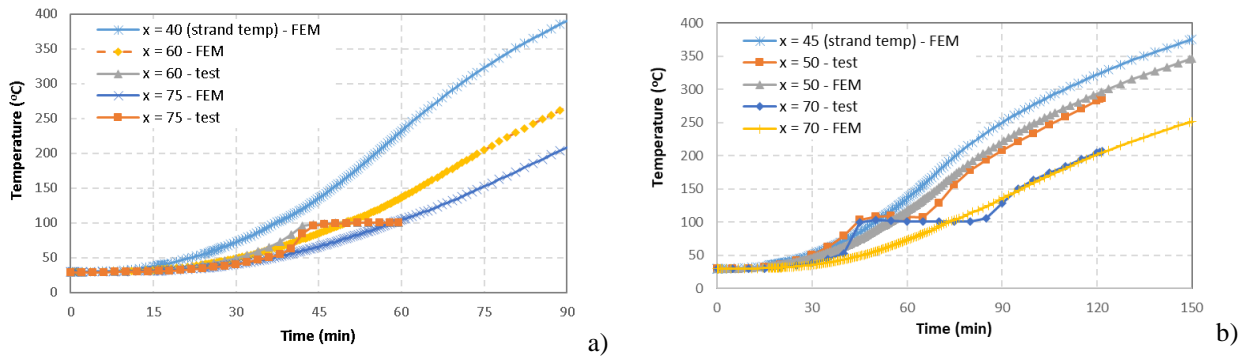 400
350
300
250
200
150
100
50
0
Temperature (ᵒC)
x = 40 (strand temp) - FEM
x = 60 - FEM
x = 60 - test
x = 75 - FEM
x = 75 - test
0 15 30 45 60 75 90
Time (min)
a)
400
350
300
250
200
150
100
50
0
Temperature (ᵒC)
x = 45 (strand temp) - FEM
x = 50 - test
x = 50 - FEM
x = 70 - test
x = 70 - FEM
0 30 60 90 120 150
Time (min)
b)